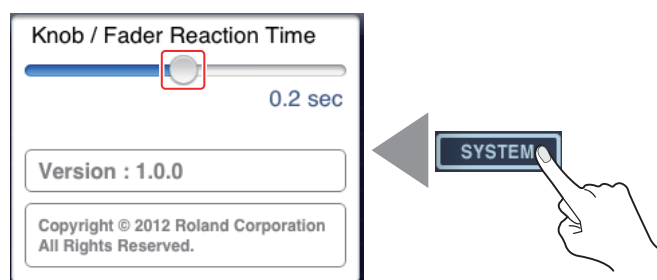 Knob / Fader Reaction Time
0.2 sec
Version : 1.0.0
Copyright © 2012 Roland Corporation
All Rights Reserved.
SYSTEM